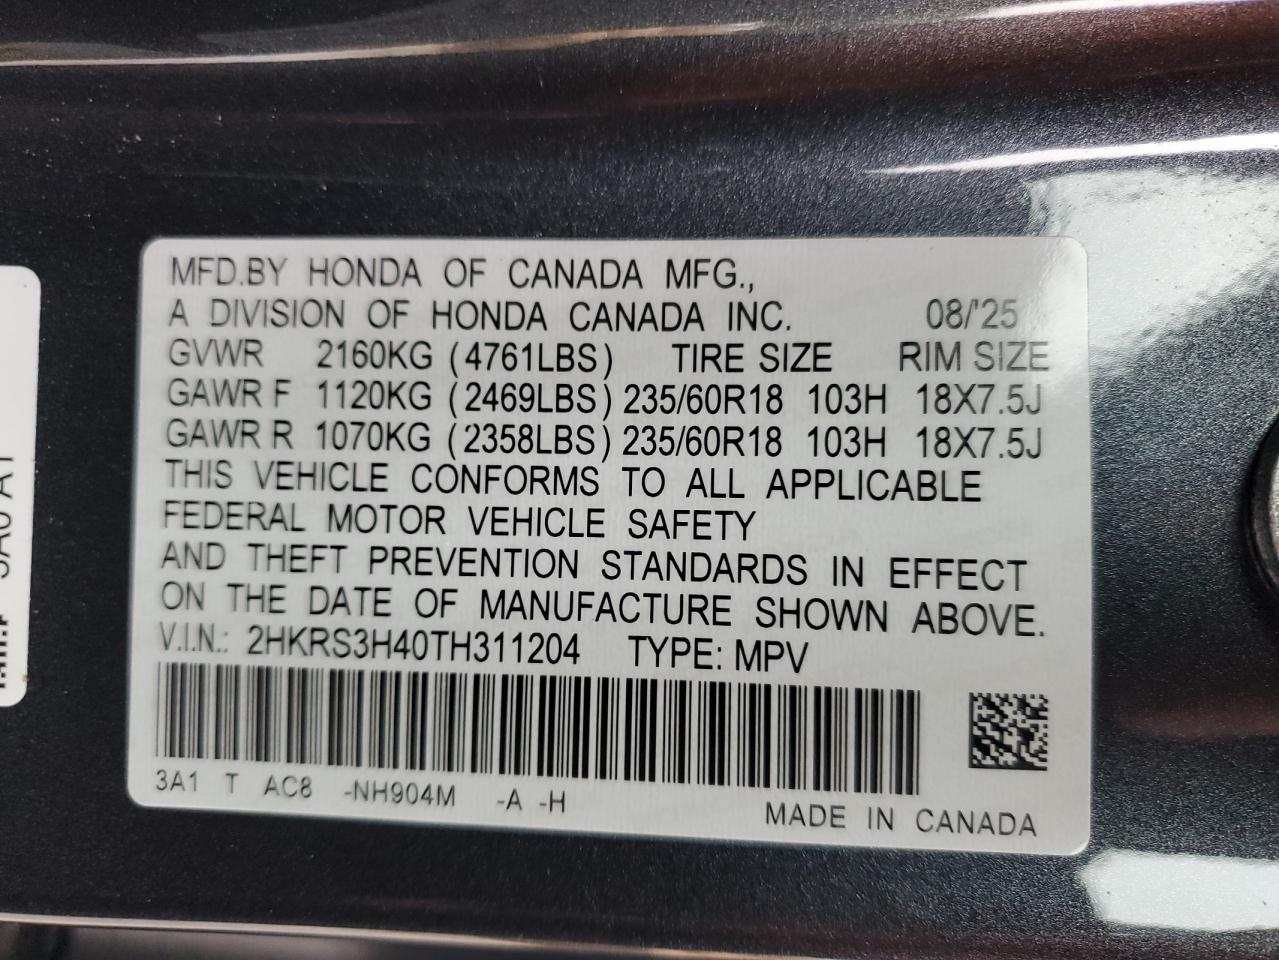 MFD.BY HONDA OF CANADA MFG.,
A DIVISION OF HONDA CANADA INC. 08/'25
GVWR 2160KG (4761LBS) TIRE SIZE RIM SIZE
GAWR F 1120KG (2469LBS) 235/60R18 103H 18X7.5J
GAWR R 1070KG (2358LBS) 235/60R18 103H 18X7.5J
THIS VEHICLE CONFORMS TO ALL APPLICABLE
FEDERAL MOTOR VEHICLE SAFETY
AND THEFT PREVENTION STANDARDS IN EFFECT
ON THE DATE OF MANUFACTURE SHOWN ABOVE.
V.I.N.: 2HKRS3H40TH311204 TYPE: MPV
3A1 T AC8 -NH904M -A -H
MADE IN CANADA